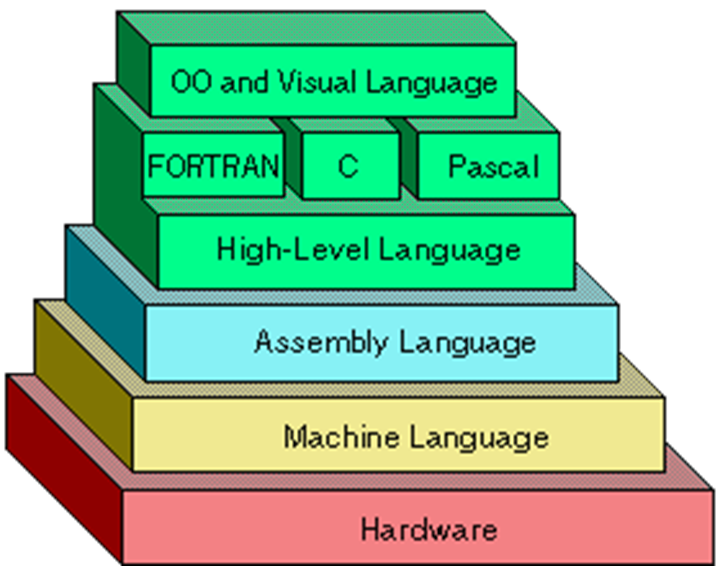 OO and Visual Language
FORTRAN C Pascal
High-Level Language
Assembly Language
Machine Language
Hardware